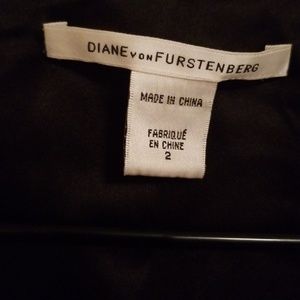 DIANE VON FURSTENBERG
MADE IN CHINA
FABRIQUÉ
EN CHINE
2